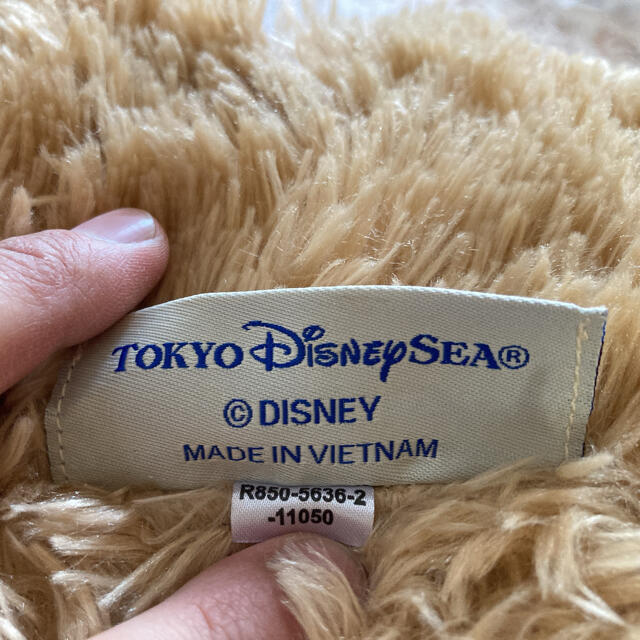 TOKYO DISNEYSEA®
© DISNEY
MADE IN VIETNAM
R850-5636-2
-11050